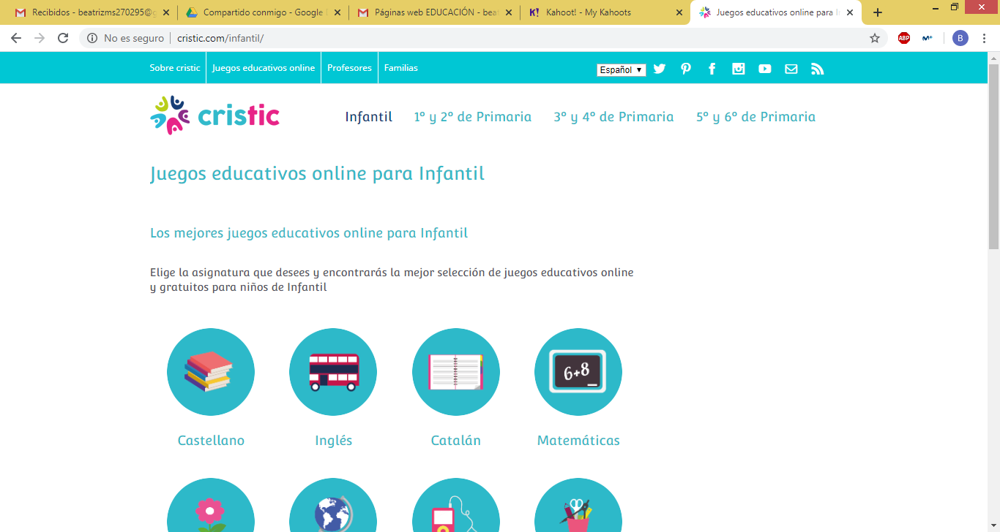 Recibidos - beatrizms270295@g
Compartido conmigo - Google
Páginas web EDUCACIÓN - bea
K! Kahoot! - My Kahoots
Juegos educativos online para
No es seguro | cristic.com/infantil/
ABP
M+
B
Sobre cristic
Juegos educativos online
Profesores
Familias
Español
cristic
Infantil
1º y 2º de Primaria
3º y 4º de Primaria
5º y 6º de Primaria
Juegos educativos online para Infantil
Los mejores juegos educativos online para Infantil
Elige la asignatura que desees y encontrarás la mejor selección de juegos educativos online
y gratuitos para niños de Infantil
6+8
Castellano
Inglés
Catalán
Matemáticas